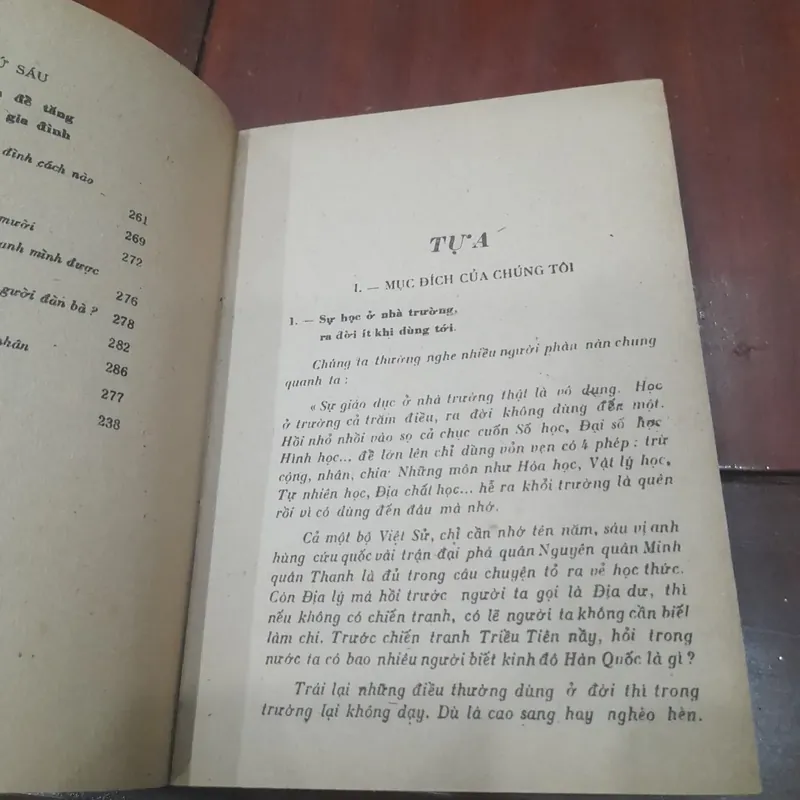 Ứ SÁU
để tăng
gia đình
đình cách nào
261
mười
269
anh mình được
272
276
gười đàn bà ?
278
282
nhân
286
277
238
TỰA
I. — MỤC ĐÍCH CỦA CHÚNG TÔI
1. — Sự học ở nhà trường,
ra đời ít khi dùng tới.
Chúng ta thường nghe nhiều người phàn nàn chung
quanh ta :
« Sự giáo dục ở nhà trường thật là vô dụng. Học
ở trường cả trăm điều, ra đời không dùng đến một.
Hồi nhỏ nhồi vào sọ cả chục cuốn Số học, Đại số học
Hình học... để lớn lên chỉ dùng vỏn vẹn có 4 phép : trừ
cộng, nhân, chia. Những môn như Hóa học, Vật lý học,
Tự nhiên học, Địa chất học... hễ ra khỏi trường là quên
rồi vì có dùng đến đâu mà nhớ.
Cả một bộ Việt Sử, chỉ cần nhớ tên năm, sáu vị anh
hùng cứu quốc vài trận đại phá quân Nguyên quân Minh
quân Thanh là đủ trong câu chuyện tỏ ra vẻ học thức.
Còn Địa lý mà hồi trước người ta gọi là Địa dư, thì
nếu không có chiến tranh, có lẽ người ta không cần biết
làm chi. Trước chiến tranh Triều Tiên nầy, hỏi trong
nước ta có bao nhiêu người biết kinh đô Hàn Quốc là gì ?
Trái lại những điều thường dùng ở đời thì trong
trường lại không dạy. Dù là cao sang hay nghèo hèn.